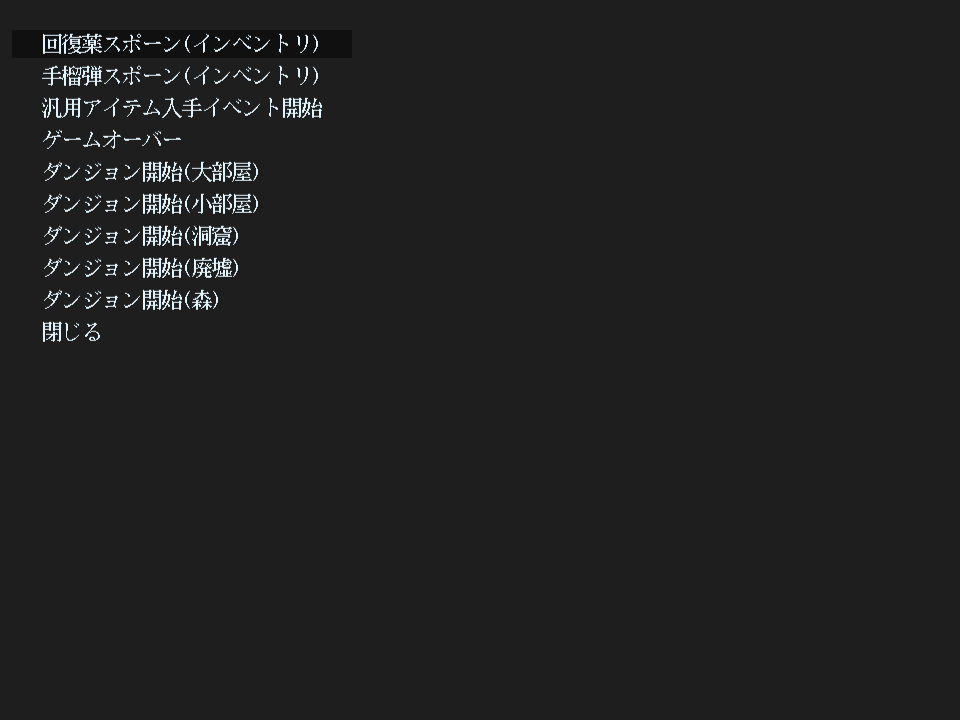 回復薬スポーン(インベントリ)
手榴弾スポーン(インベントリ)
汎用アイテム入手イベント開始
ゲームオーバー
ダンジョン開始(大部屋)
ダンジョン開始(小部屋)
ダンジョン開始(洞窟)
ダンジョン開始(廃墟)
ダンジョン開始(森)
閉じる